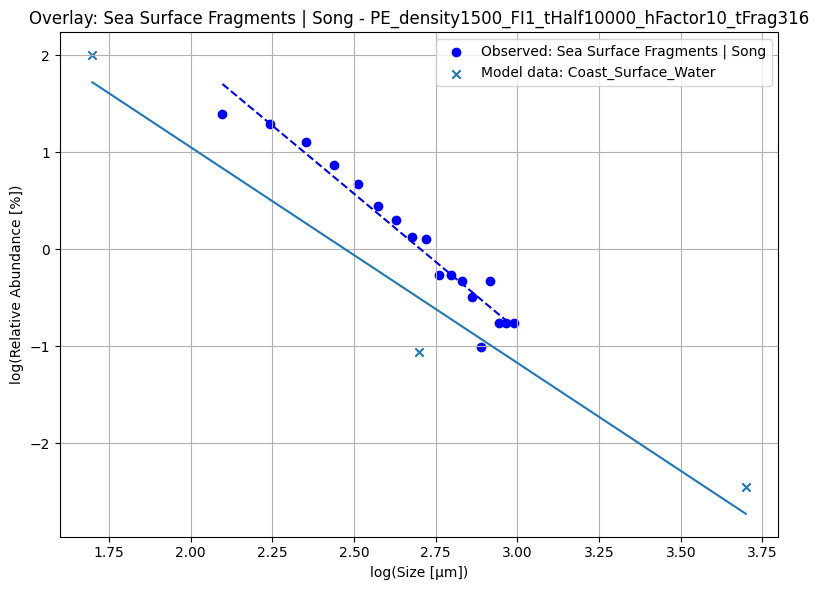 Overlay: Sea Surface Fragments | Song - PE_density1500_FI1_tHalf10000_hFactor10_tFrag316
Observed: Sea Surface Fragments | Song
Model data: Coast_Surface_Water
log(Relative Abundance [%])
2
1
0
−1
−2
1.75
2.00
2.25
2.50
2.75
3.00
3.25
3.50
3.75
log(Size [μm])